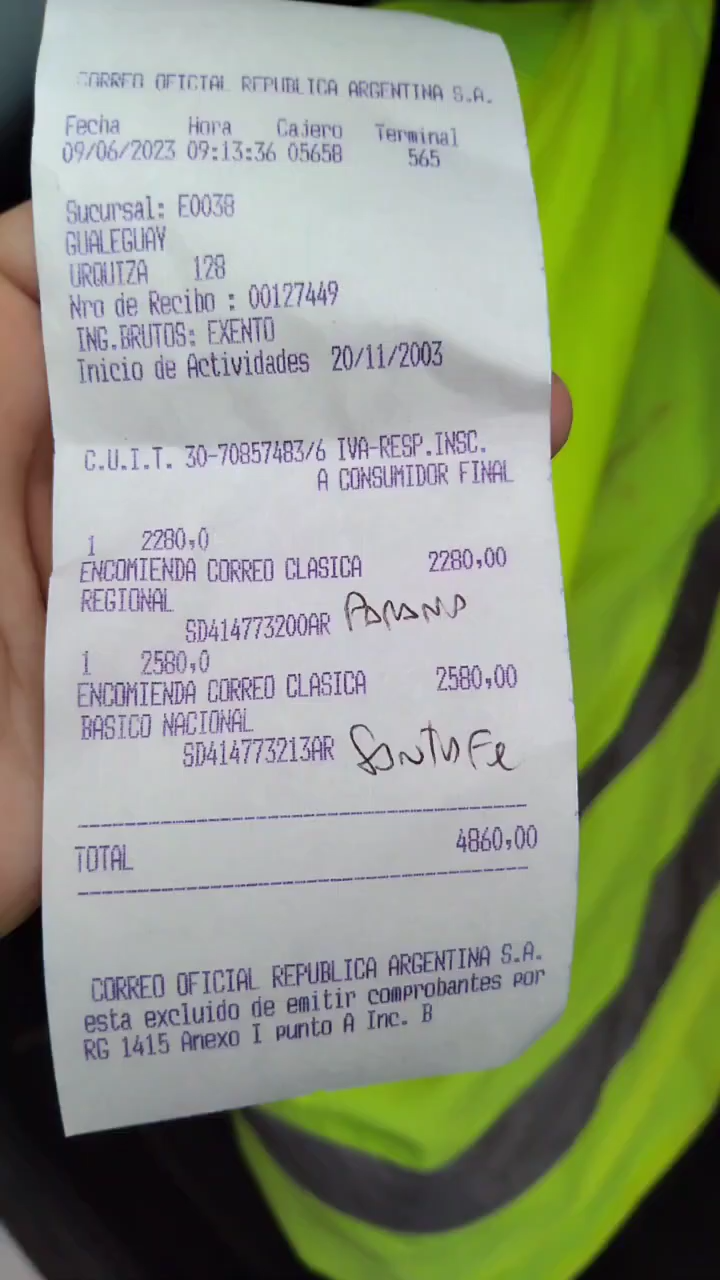 CORREO OFICIAL REPUBLICA ARGENTINA S.A.
Fecha Hora Cajero Terminal
09/06/2023 09:13:36 05658 565
Sucursal: E0038
GUALEGUAY
URQUIZA 128
Nro de Recibo : 00127449
ING.BRUTOS: EXENTO
Inicio de Actividades 20/11/2003
C.U.I.T. 30-70857483/6 IVA-RESP.INSC.
A CONSUMIDOR FINAL
1 2280,0
ENCOMIENDA CORREO CLASICA 2280,00
REGIONAL
SD414773200AR Parana
1 2580,0
ENCOMIENDA CORREO CLASICA 2580,00
BASICO NACIONAL
SD414773213AR Santa Fe
TOTAL 4860,00
CORREO OFICIAL REPUBLICA ARGENTINA S.A.
esta excluido de emitir comprobantes por
RG 1415 Anexo I punto A Inc. B